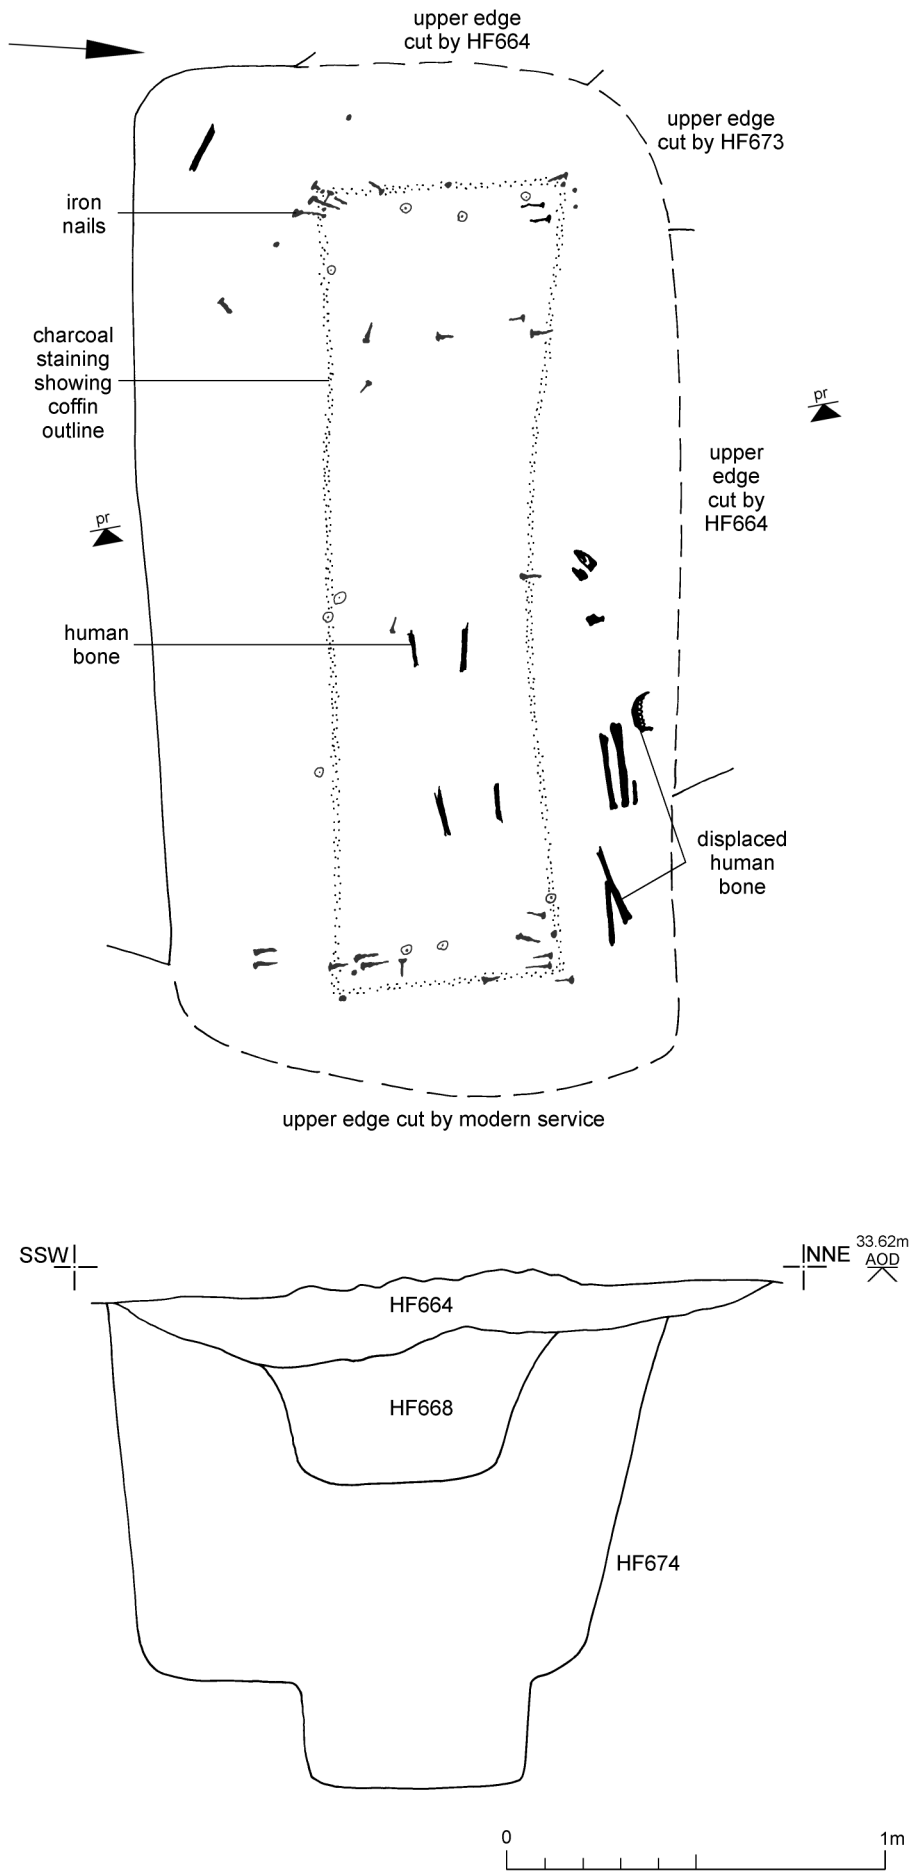 upper edge
cut by HF664
upper edge
cut by HF673
iron
nails
charcoal
staining
showing
coffin
outline
pr
upper
edge
cut by
HF664
pr
human
bone
displaced
human
bone
upper edge cut by modern service
SSW
NNE
33.62m
AOD
HF664
HF668
HF674
0
1m